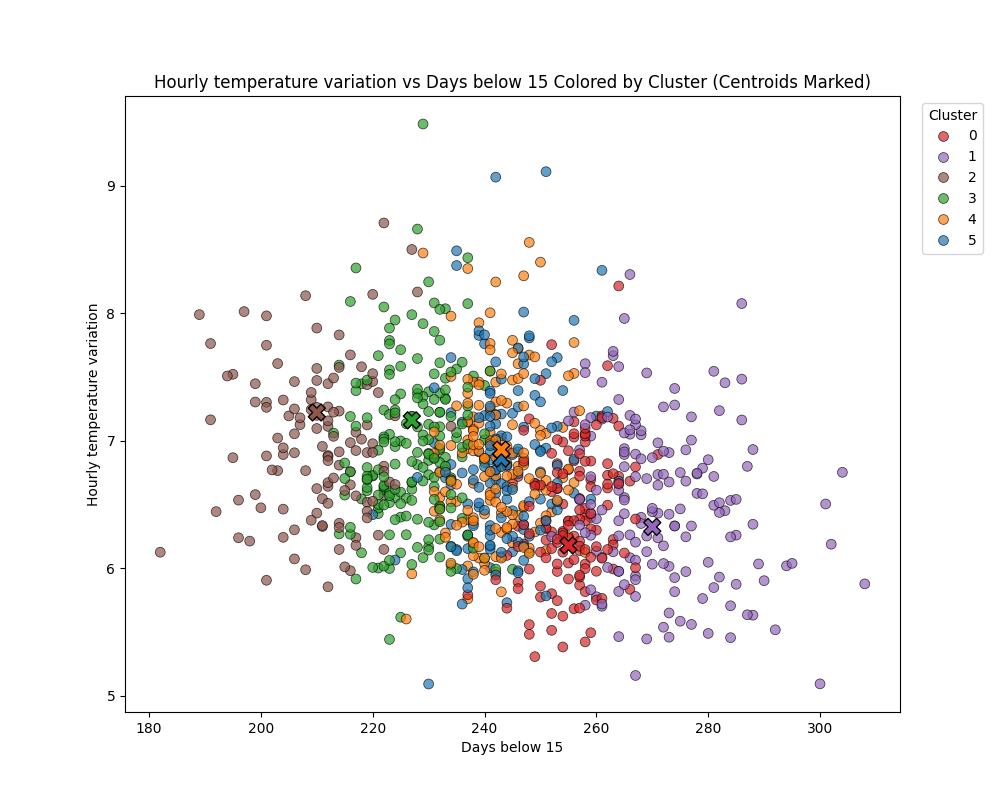 Hourly temperature variation vs Days below 15 Colored by Cluster (Centroids Marked)
Cluster
0
1
2
3
4
5
Hourly temperature variation
9
8
7
6
5
180 200 220 240 260 280 300
Days below 15